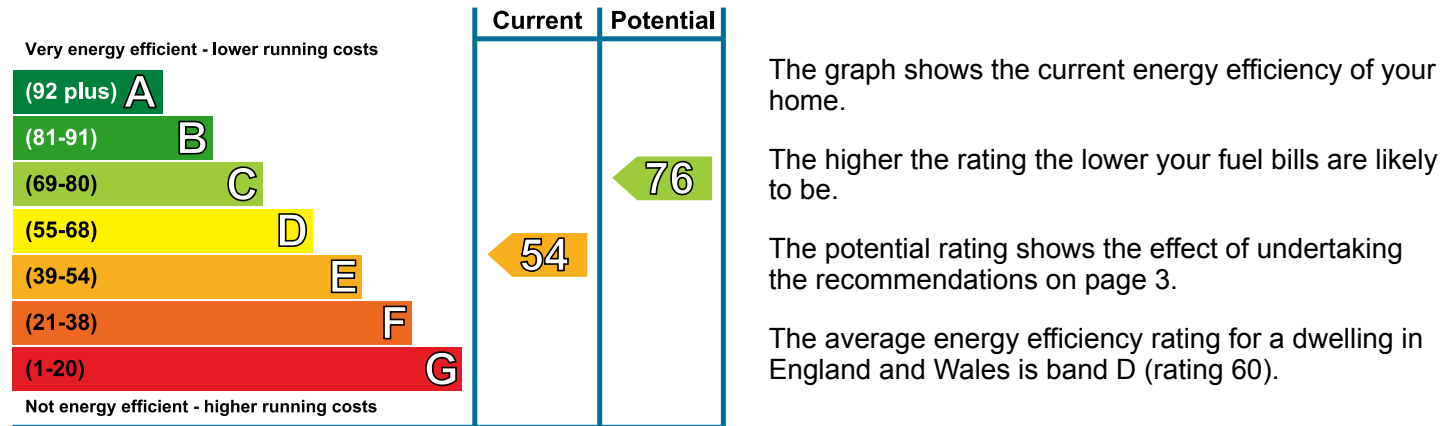 Current Potential
Very energy efficient - lower running costs
(92 plus) A
(81-91) B
(69-80) C
76
(55-68) D
54
(39-54) E
(21-38) F
(1-20) G
Not energy efficient - higher running costs
The graph shows the current energy efficiency of your
home.
The higher the rating the lower your fuel bills are likely
to be.
The potential rating shows the effect of undertaking
the recommendations on page 3.
The average energy efficiency rating for a dwelling in
England and Wales is band D (rating 60).